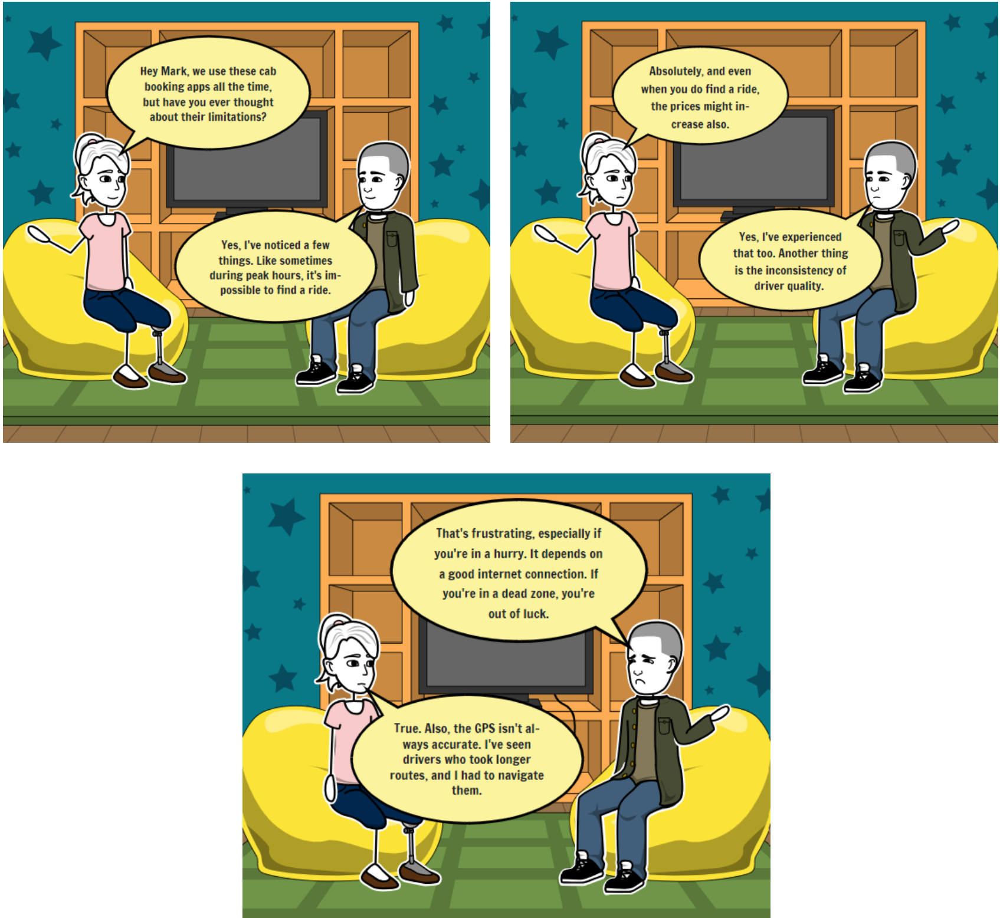 Hey Mark, we use these cab
booking apps all the time,
but have you ever thought
about their limitations?
Yes, I've noticed a few
things. Like sometimes
during peak hours, it's im-
possible to find a ride.
Absolutely, and even
when you do find a ride,
the prices might in-
crease also.
Yes, I've experienced
that too. Another thing
is the inconsistency of
driver quality.
That's frustrating, especially if
you're in a hurry. It depends on
a good internet connection. If
you're in a dead zone, you're
out of luck.
True. Also, the GPS isn't al-
ways accurate. I've seen
drivers who took longer
routes, and I had to navigate
them.